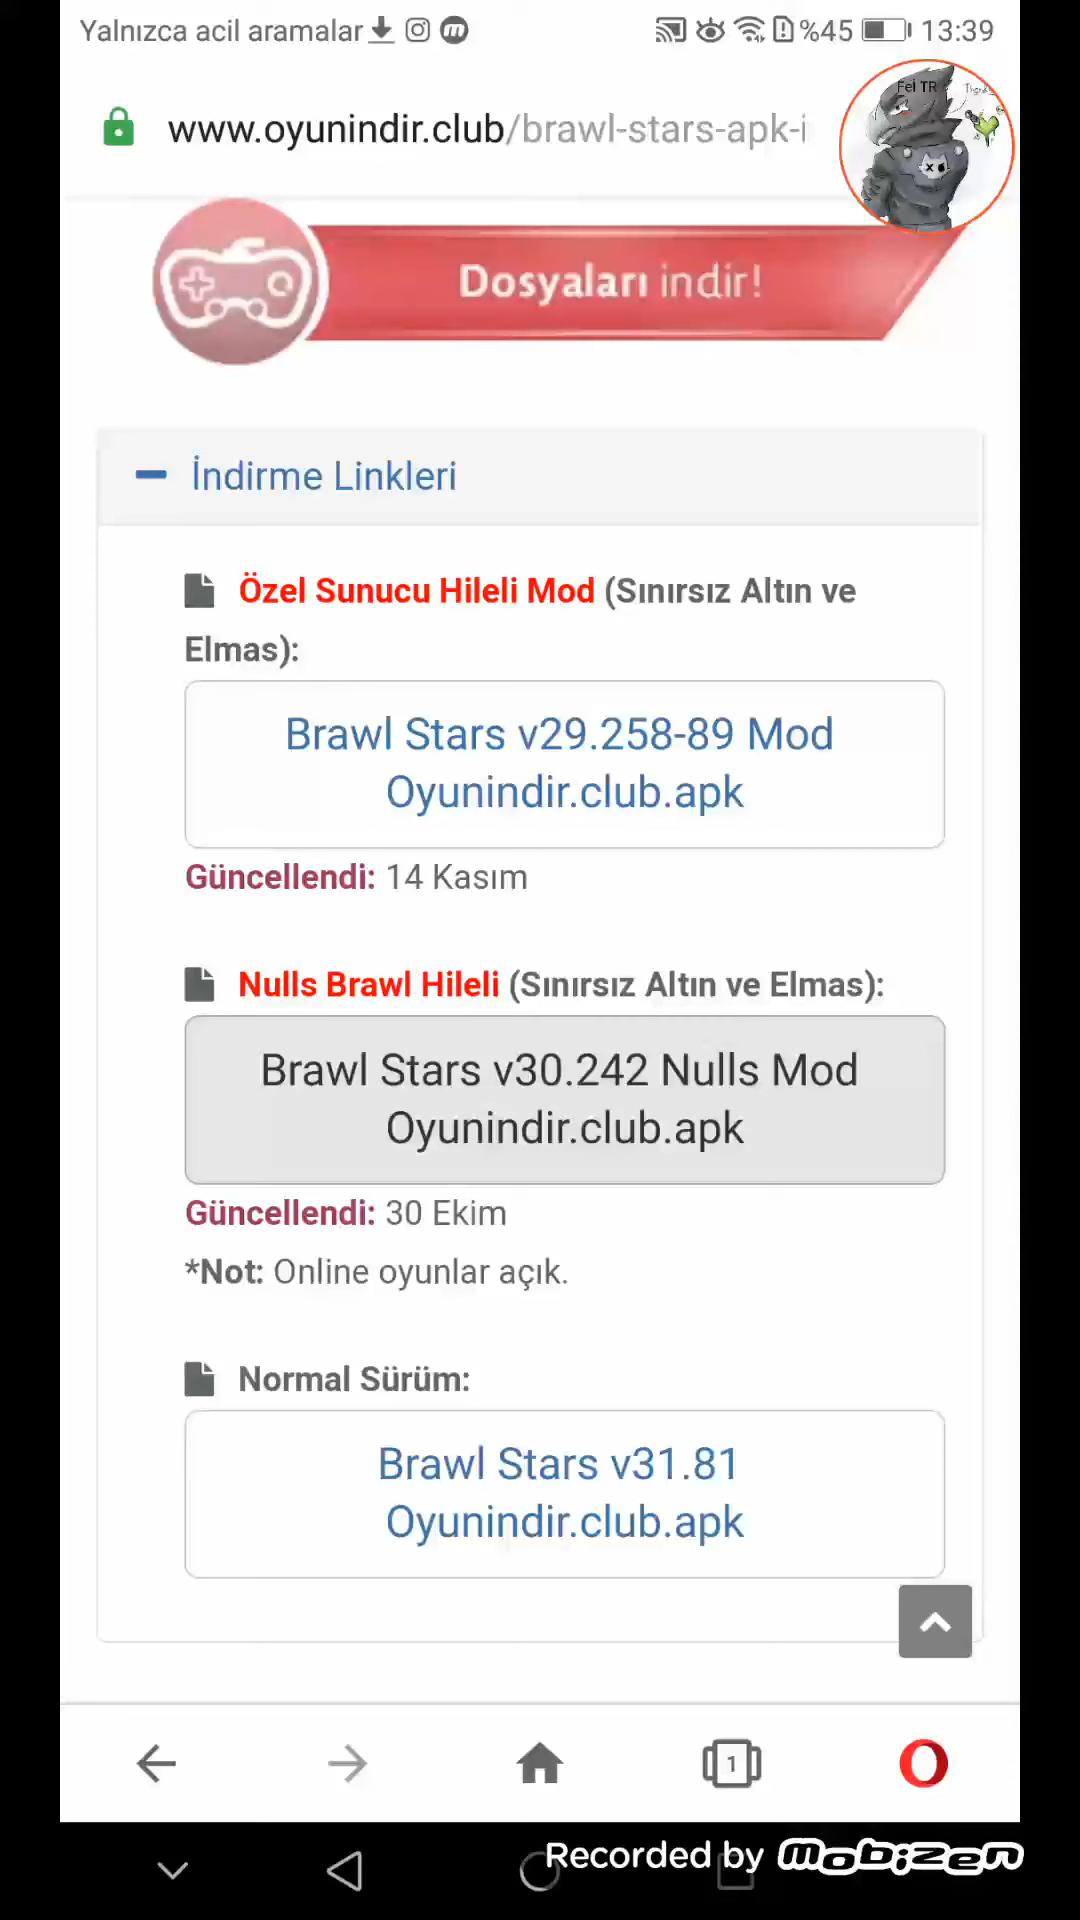 Yalnızca acil aramalar %45 13:39
Fei TR
www.oyunindir.club/brawl-stars-apk-i
Dosyaları indir!
İndirme Linkleri
Özel Sunucu Hileli Mod (Sınırsız Altın ve
Elmas):
Brawl Stars v29.258-89 Mod
Oyunindir.club.apk
Güncellendi: 14 Kasım
Nulls Brawl Hileli (Sınırsız Altın ve Elmas):
Brawl Stars v30.242 Nulls Mod
Oyunindir.club.apk
Güncellendi: 30 Ekim
*Not: Online oyunlar açık.
Normal Sürüm:
Brawl Stars v31.81
Oyunindir.club.apk
1
Recorded by mobizen